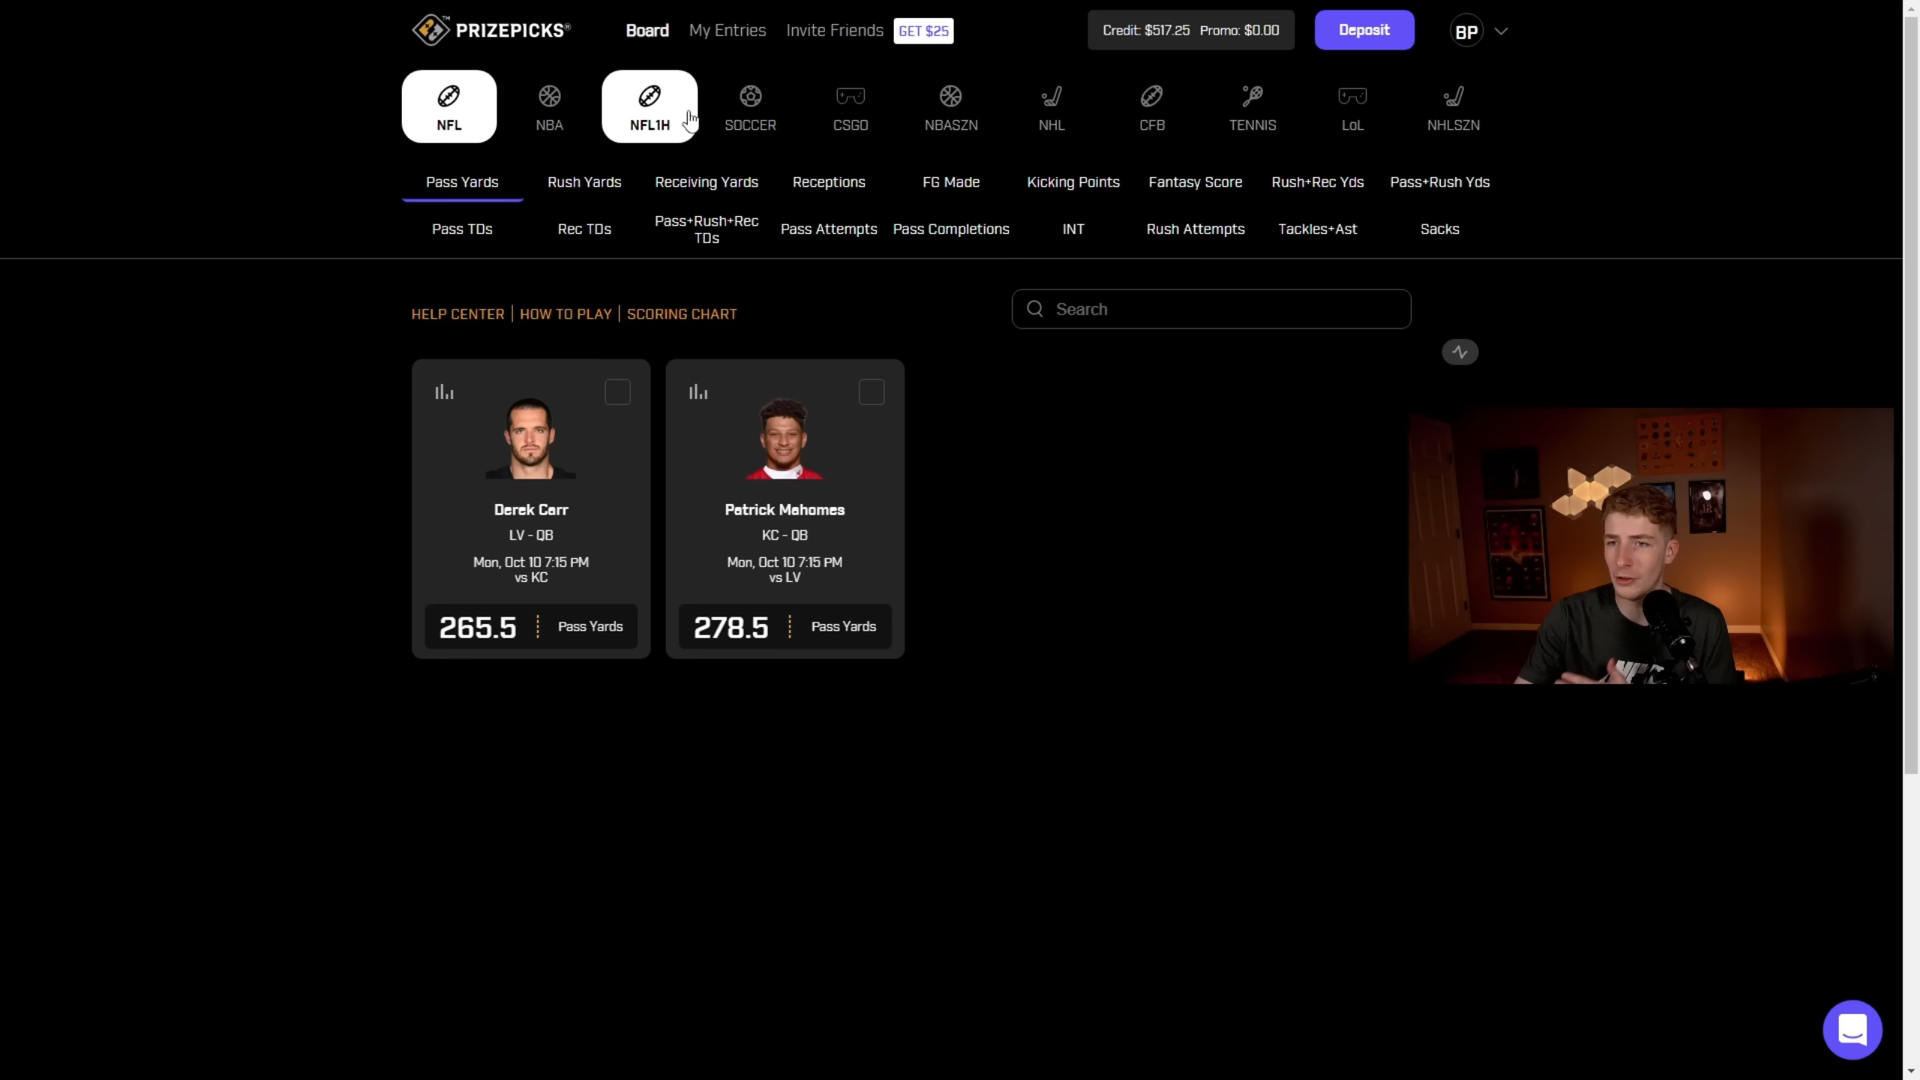 PRIZEPICKS®
Board
My Entries
Invite Friends
GET $25
Credit: $517.25 Promo: $0.00
Deposit
BP
NFL
NBA
NFL1H
SOCCER
CSGO
NBASZN
NHL
CFB
TENNIS
LoL
NHLSZN
Pass Yards
Rush Yards
Receiving Yards
Receptions
FG Made
Kicking Points
Fantasy Score
Rush+Rec Yds
Pass+Rush Yds
Pass TDs
Rec TDs
Pass+Rush+Rec
TDs
Pass Attempts
Pass Completions
INT
Rush Attempts
Tackles+Ast
Sacks
HELP CENTER | HOW TO PLAY | SCORING CHART
Search
Derek Carr
LV - QB
Mon, Oct 10 7:15 PM
vs KC
265.5
Pass Yards
Patrick Mahomes
KC - QB
Mon, Oct 10 7:15 PM
vs LV
278.5
Pass Yards